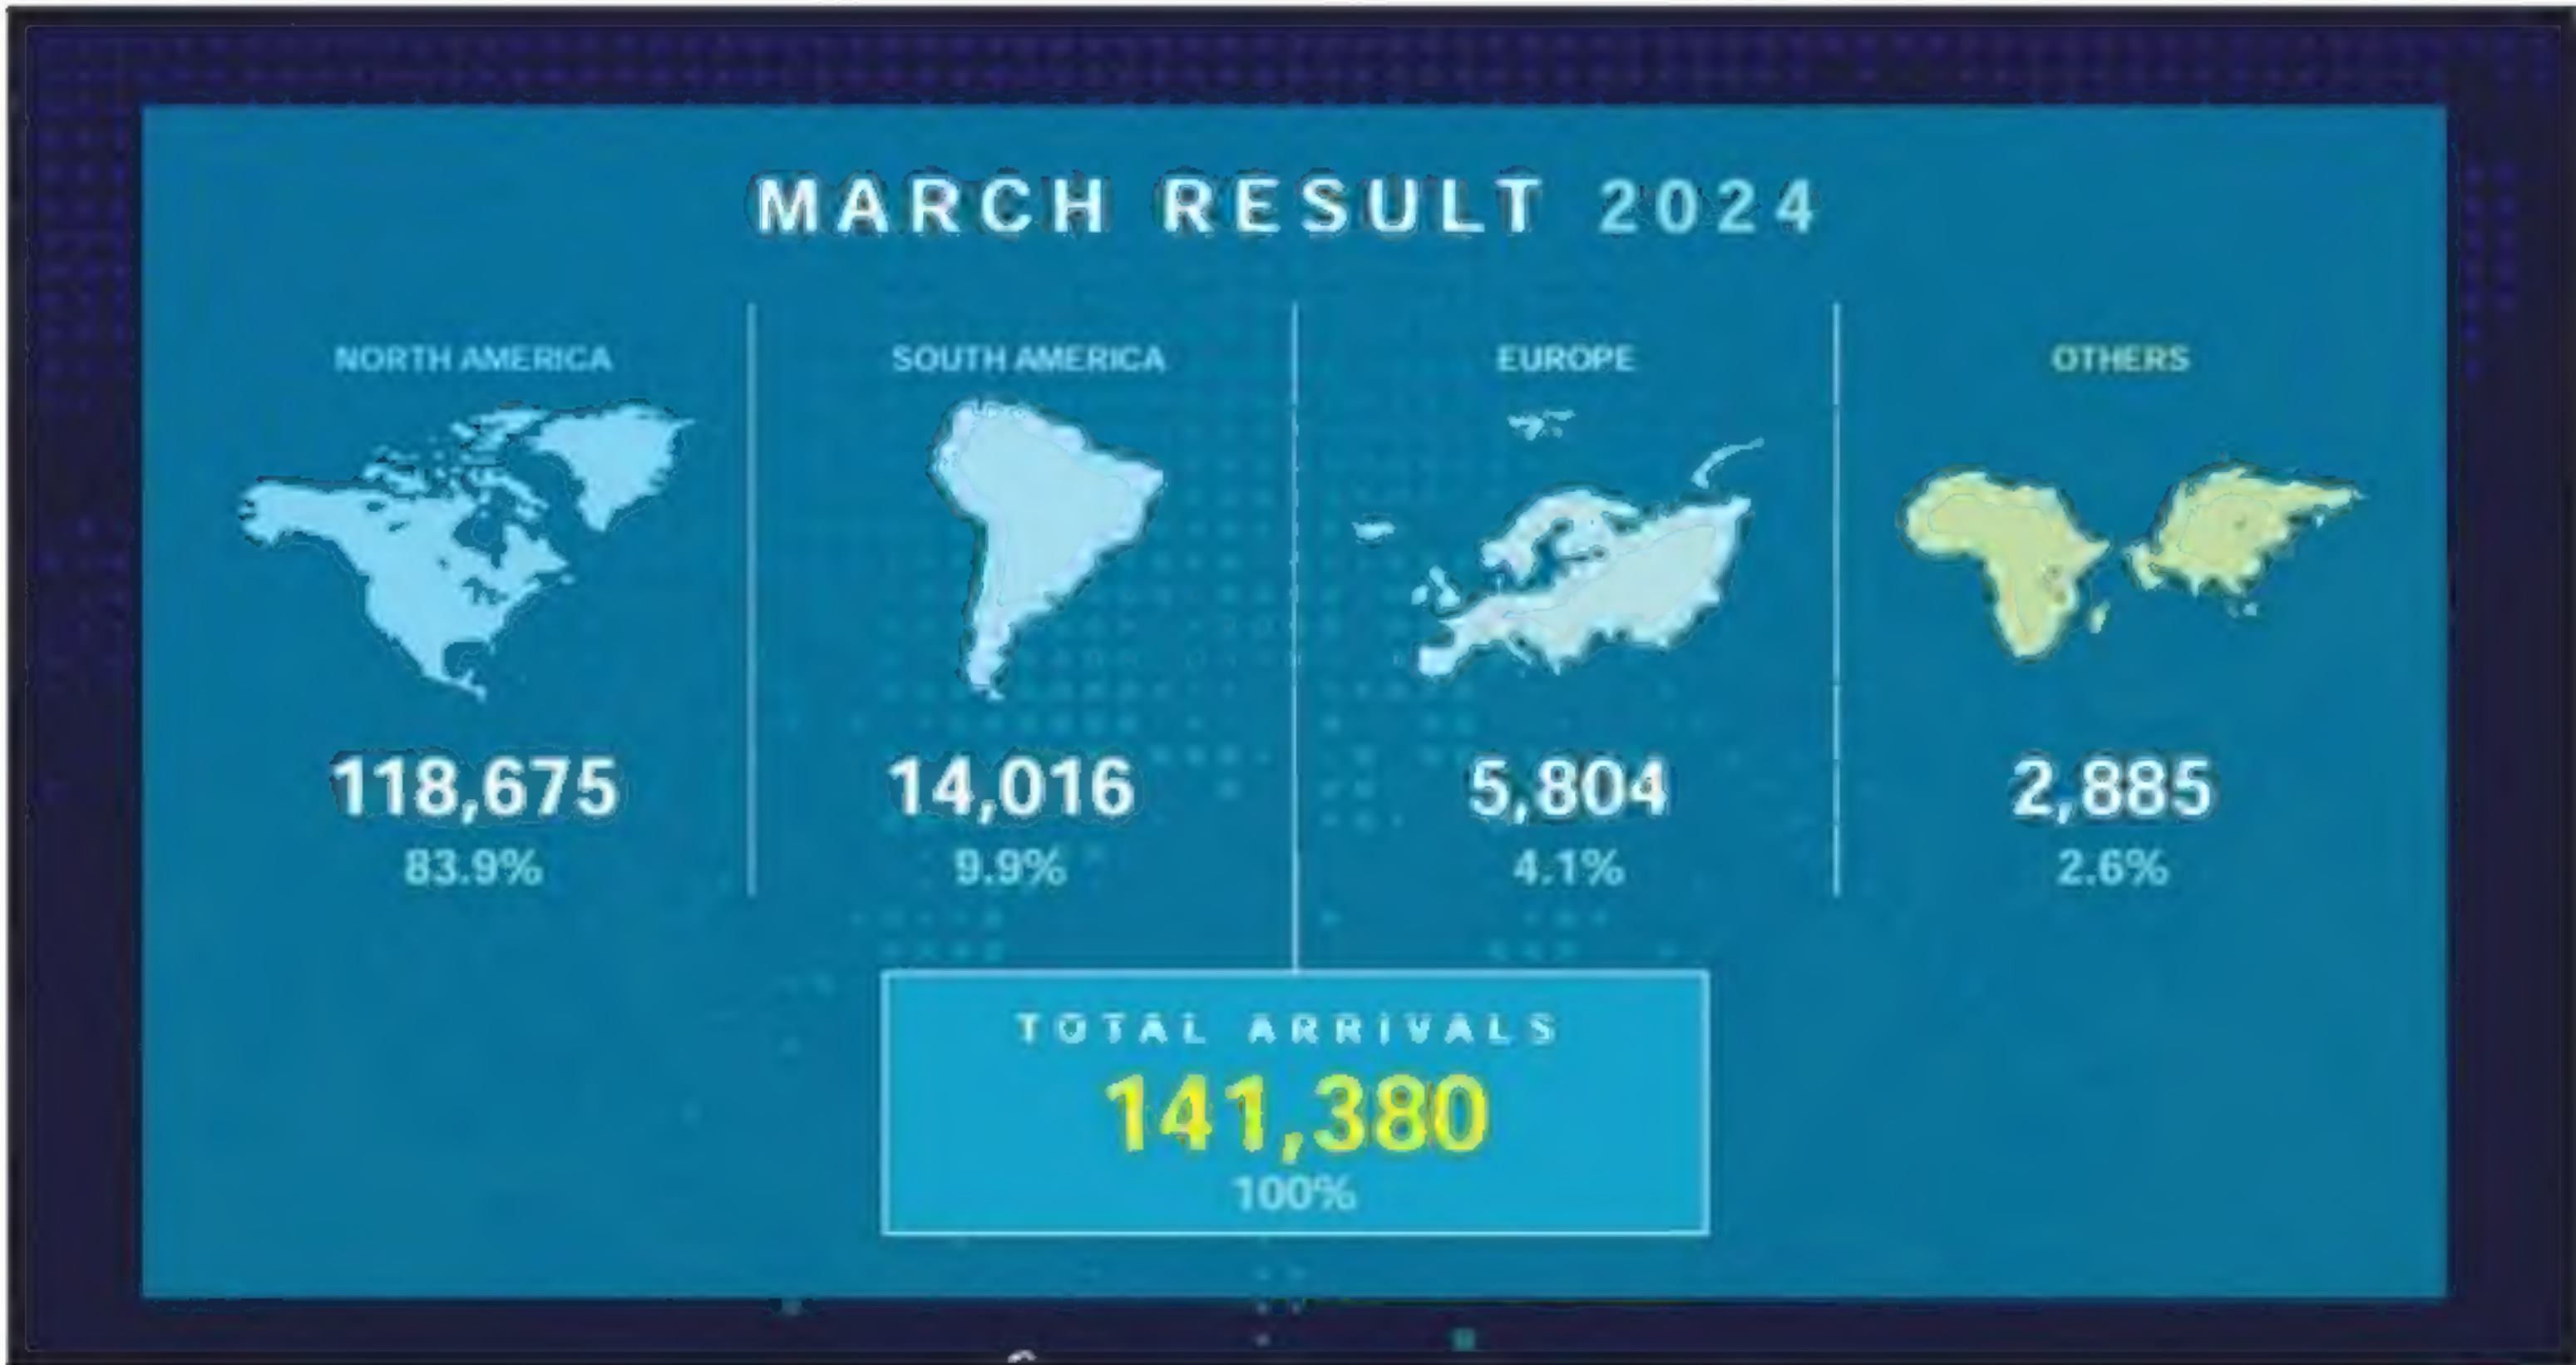 MARCH RESULT 2024
NORTH AMERICA
118,675
83.9%
SOUTH AMERICA
14,016
9.9%
EUROPE
5,804
4.1%
OTHERS
2,885
2.6%
TOTAL ARRIVALS
141,380
100%